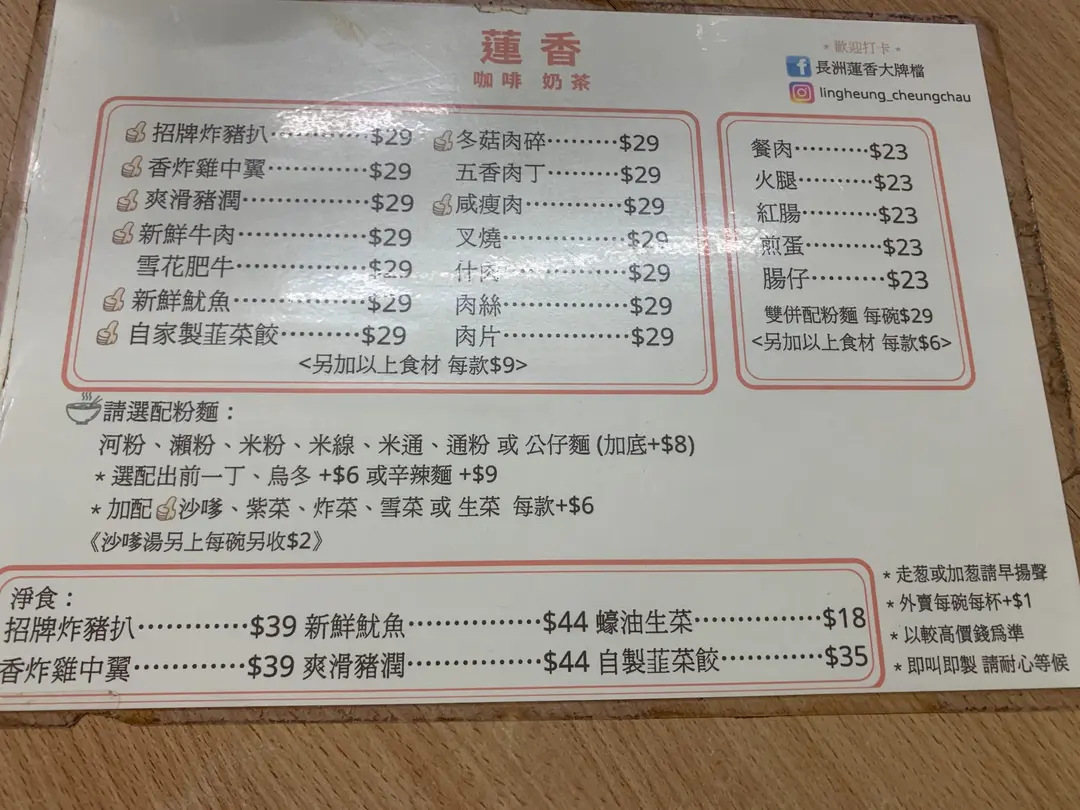 蓮香
咖啡 奶茶
*歡迎打卡*
長洲蓮香大牌檔
lingheung_cheungchau
招牌炸豬扒············$29
香炸雞中翼············$29
爽滑豬潤············$29
新鮮牛肉············$29
雪花肥牛············$29
新鮮魷魚············$29
自家製韮菜餃·········$29
冬菇肉碎·········$29
五香肉丁·········$29
咸瘦肉············$29
叉燒···············$29
什肉···············$29
肉絲···············$29
肉片···············$29
<另加以上食材 每款$9>
餐肉··········$23
火腿··········$23
紅腸··········$23
煎蛋··········$23
腸仔··········$23
雙併配粉麵 每碗$29
<另加以上食材 每款$6>
請選配粉麵：
河粉、瀨粉、米粉、米線、米通、通粉 或 公仔麵 (加底+$8)
* 選配出前一丁、烏冬 +$6 或辛辣麵 +$9
* 加配沙嗲、紫菜、炸菜、雪菜 或 生菜 每款+$6
《沙嗲湯另上每碗另收$2》
淨食：
招牌炸豬扒············$39 新鮮魷魚···············$44 蠔油生菜···············$18
香炸雞中翼············$39 爽滑豬潤···············$44 自製韮菜餃············$35
* 走葱或加葱請早揚聲
* 外賣每碗每杯+$1
* 以較高價錢爲準
* 即叫即製 請耐心等候